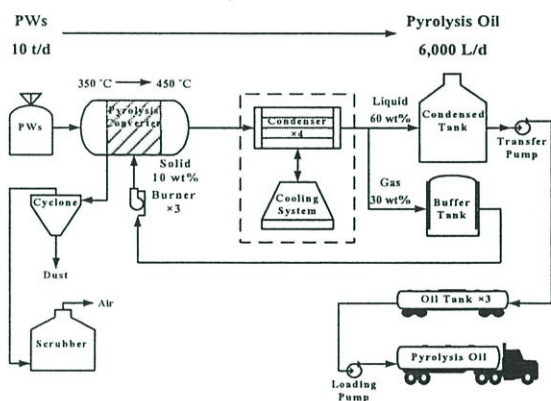 PWs
10 t/d
Pyrolysis Oil
6,000 L/d
350 °C
450 °C
PWs
Pyrolysis
Converter
Solid
10 wt%
Burner
×3
Condenser
×4
Cooling
System
Liquid
60 wt%
Condensed
Tank
Transfer
Pump
Gas
30 wt%
Buffer
Tank
Cyclone
Dust
Air
Scrubber
Oil Tank ×3
Pyrolysis Oil
Loading
Pump